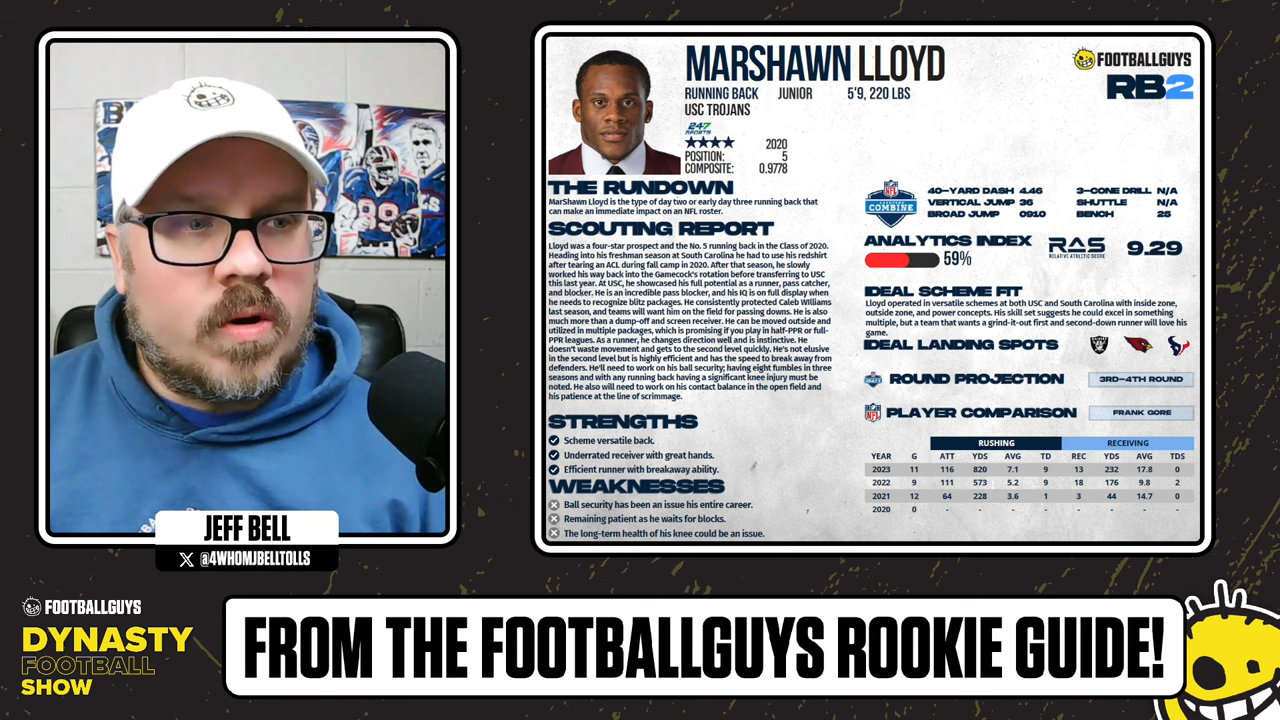 MARSHAWN LLOYD
RUNNING BACK JUNIOR 5'9, 220 LBS
USC TROJANS
FOOTBALLGUYS
RB2
247
SPORTS
2020
POSITION: 5
COMPOSITE: 0.9778
THE RUNDOWN
MarShawn Lloyd is the type of day two or early day three running back that
can make an immediate impact on an NFL roster.
SCOUTING REPORT
Lloyd was a four-star prospect and the No. 5 running back in the Class of 2020.
Heading into his freshman season at South Carolina he had to use his redshirt
after tearing an ACL during fall camp in 2020. After that season, he slowly
worked his way back into the Gamecock's rotation before transferring to USC
this last year. At USC, he showcased his full potential as a runner, pass catcher,
and blocker. He is an incredible pass blocker, and his IQ is on full display when
he needs to recognize blitz packages. He consistently protected Caleb Williams
last season, and teams will want him on the field for passing downs. He is also
much more than a dump-off and screen receiver. He can be moved outside and
utilized in multiple packages, which is promising if you play in half-PPR or full-
PPR leagues. As a runner, he changes direction well and is instinctive. He
doesn't waste movement and gets to the second level quickly. He's not elusive
in the second level but is highly efficient and has the speed to break away from
defenders. He'll need to work on his ball security; having eight fumbles in three
seasons and with any running back having a significant knee injury must be
noted. He also will need to work on his contact balance in the open field and
his patience at the line of scrimmage.
STRENGTHS
Scheme versatile back.
Underrated receiver with great hands.
Efficient runner with breakaway ability.
WEAKNESSES
Ball security has been an issue his entire career.
Remaining patient as he waits for blocks.
The long-term health of his knee could be an issue.
NFL
COMBINE
40-YARD DASH 4.46 3-CONE DRILL N/A
VERTICAL JUMP 36 SHUTTLE N/A
BROAD JUMP 0910 BENCH 25
ANALYTICS INDEX
59%
RAS
RELATIVE ATHLETIC SCORE
9.29
IDEAL SCHEME FIT
Lloyd operated in versatile schemes at both USC and South Carolina with inside zone,
outside zone, and power concepts. His skill set suggests he could excel in something
multiple, but a team that wants a grind-it-out first and second-down runner will love his
game.
IDEAL LANDING SPOTS
ROUND PROJECTION 3RD-4TH ROUND
PLAYER COMPARISON FRANK GORE
RUSHING RECEIVING
YEAR G ATT YDS AVG TD REC YDS AVG TDS
2023 11 116 820 7.1 9 13 232 17.8 0
2022 9 111 573 5.2 9 18 176 9.8 2
2021 12 64 228 3.6 1 3 44 14.7 0
2020 0 - - - - - - - -
88
JEFF BELL
X @4WHOMJBELLTOLLS
FOOTBALLGUYS
DYNASTY
FOOTBALL
SHOW
FROM THE FOOTBALLGUYS ROOKIE GUIDE!